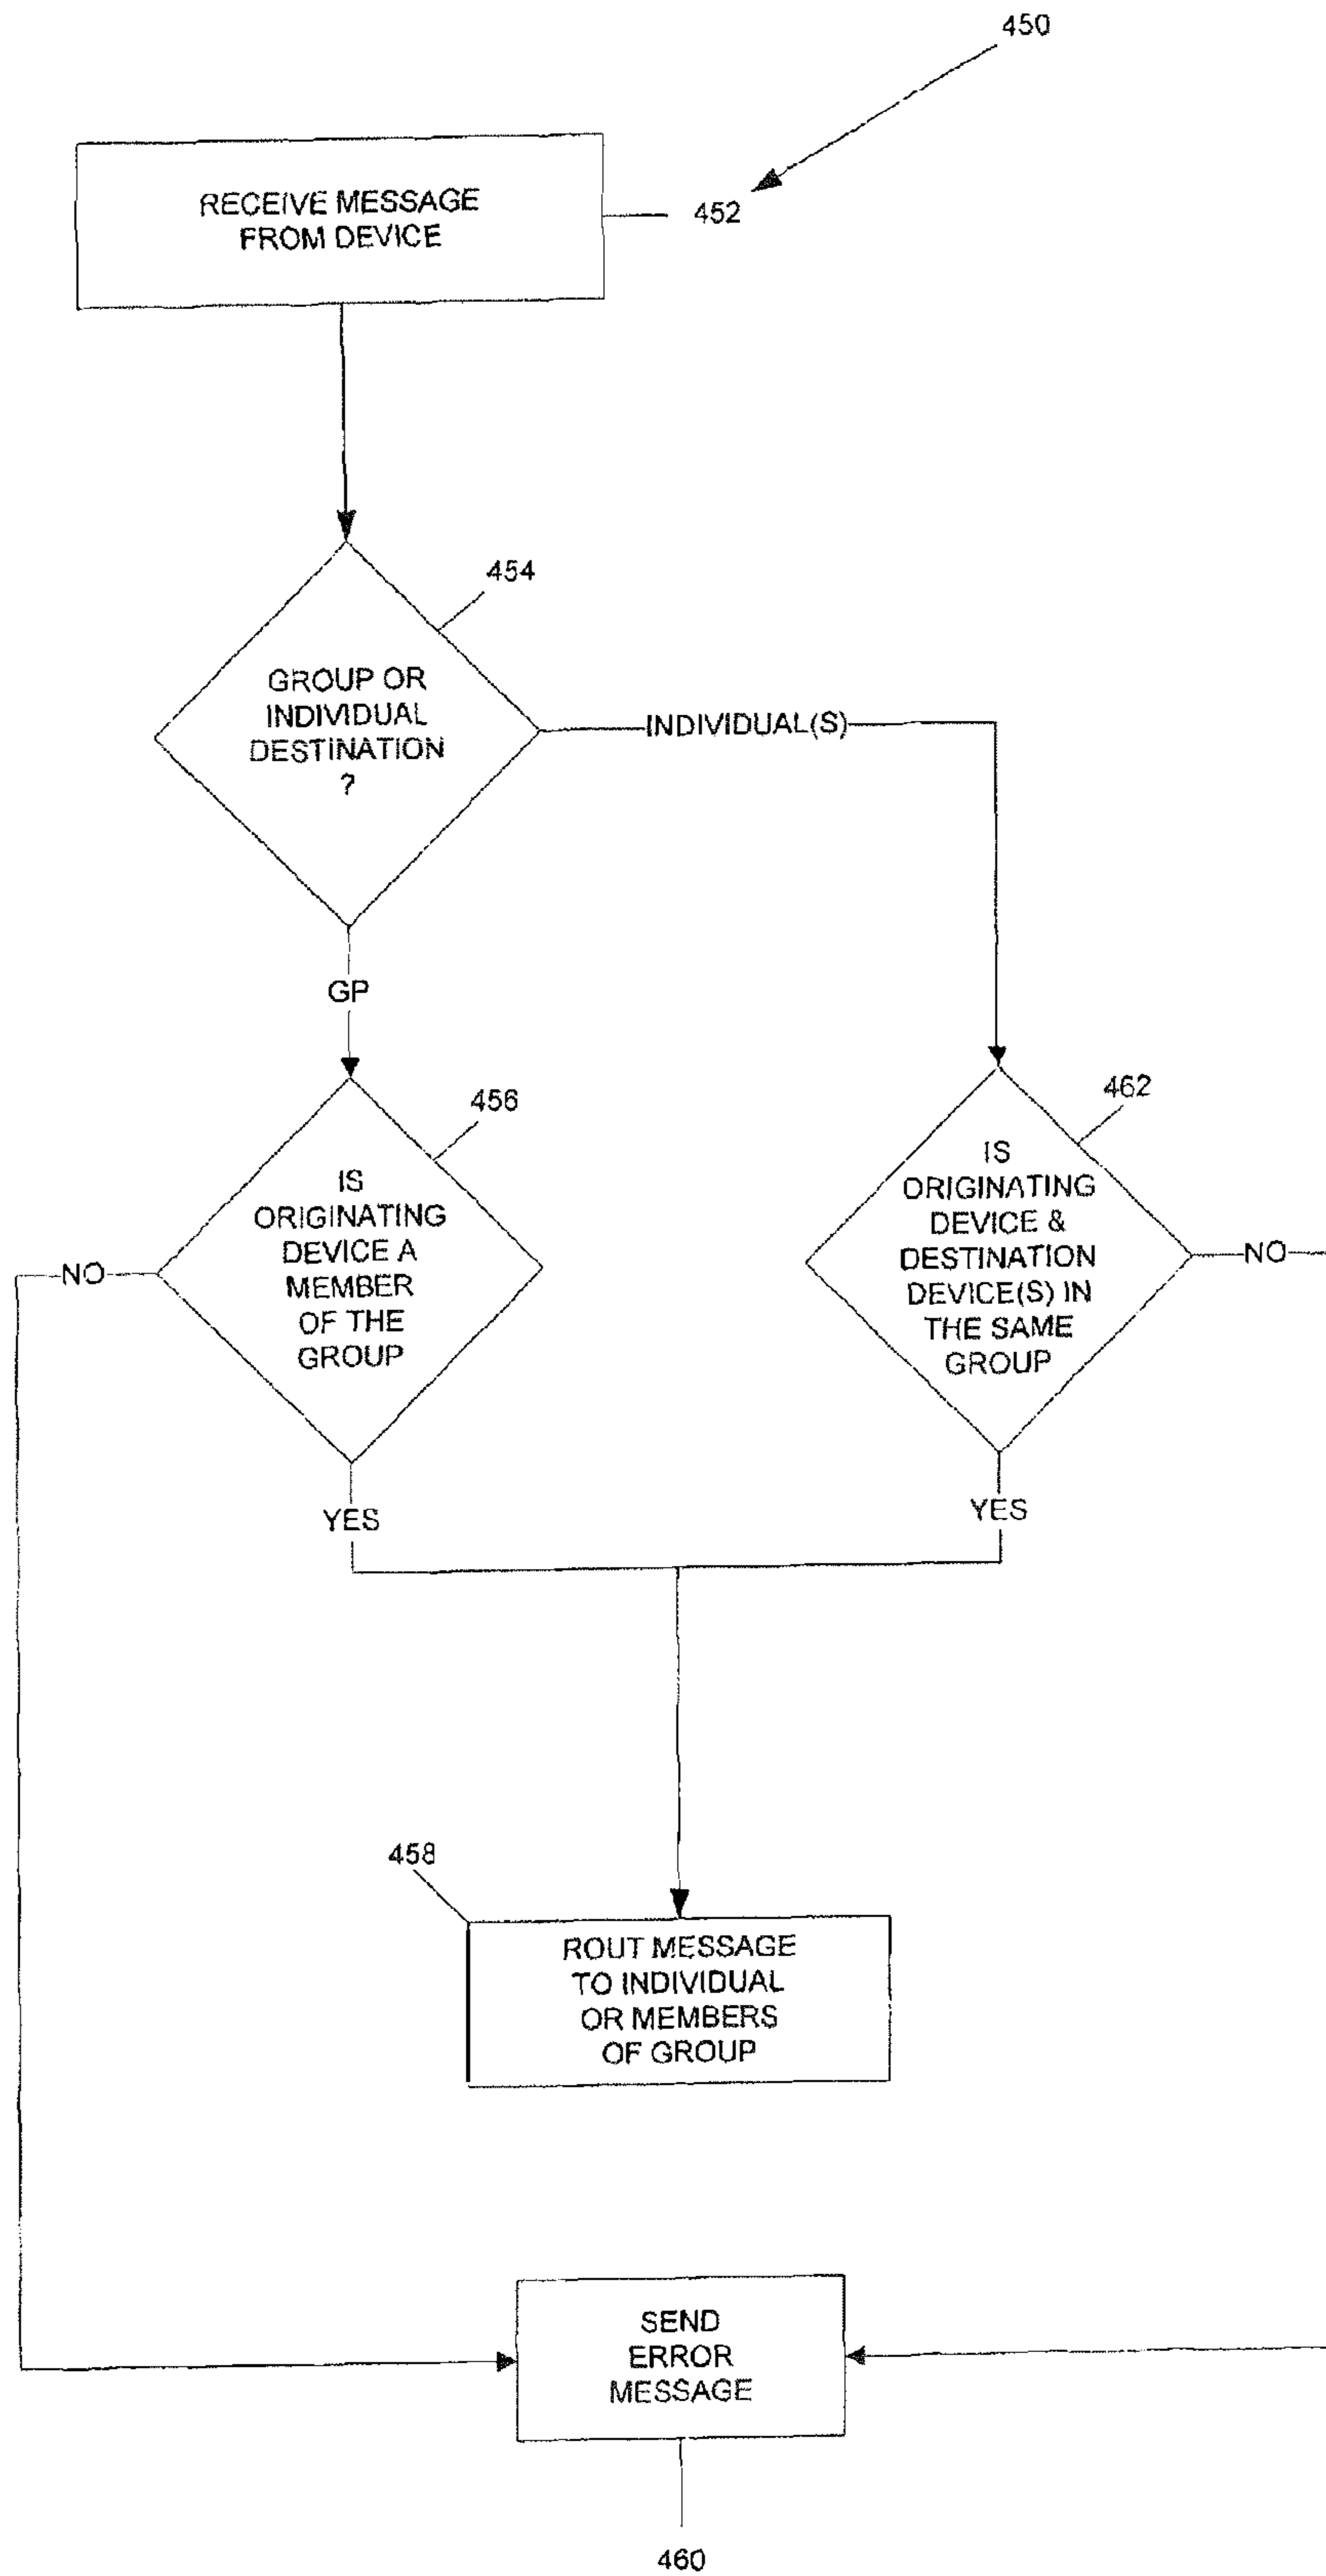 450
RECEIVE MESSAGE
FROM DEVICE
452
454
GROUP OR
INDIVIDUAL
DESTINATION
?
INDIVIDUAL(S)
GP
456
IS
ORIGINATING
DEVICE A
MEMBER
OF THE
GROUP
NO
YES
462
IS
ORIGINATING
DEVICE &
DESTINATION
DEVICE(S) IN
THE SAME
GROUP
NO
YES
458
ROUT MESSAGE
TO INDIVIDUAL
OR MEMBERS
OF GROUP
SEND
ERROR
MESSAGE
460